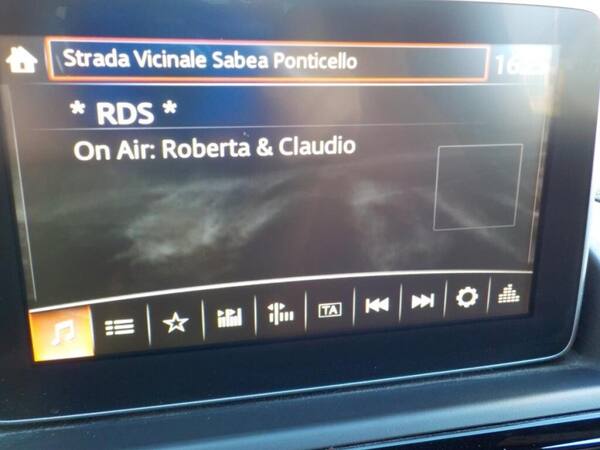 Strada Vicinale Sabea Ponticello
* RDS *
On Air: Roberta & Claudio
TA